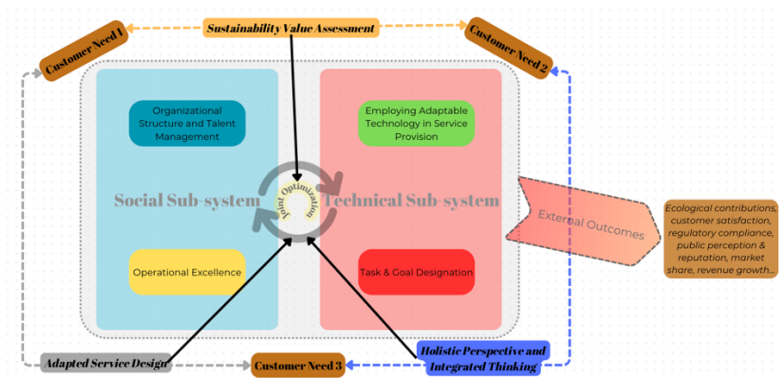 Sustainability Value Assessment
Customer Need 1
Customer Need 2
Organizational
Structure and Talent
Management
Employing Adaptable
Technology in Service
Provision
Social Sub-system
Joint Optimization
Technical Sub-system
External Outcomes
Ecological contributions,
customer satisfaction,
regulatory compliance,
public perception &
reputation, market
share, revenue growth...
Operational Excellence
Task & Goal Designation
Adapted Service Design
Customer Need 3
Holistic Perspective and
Integrated Thinking